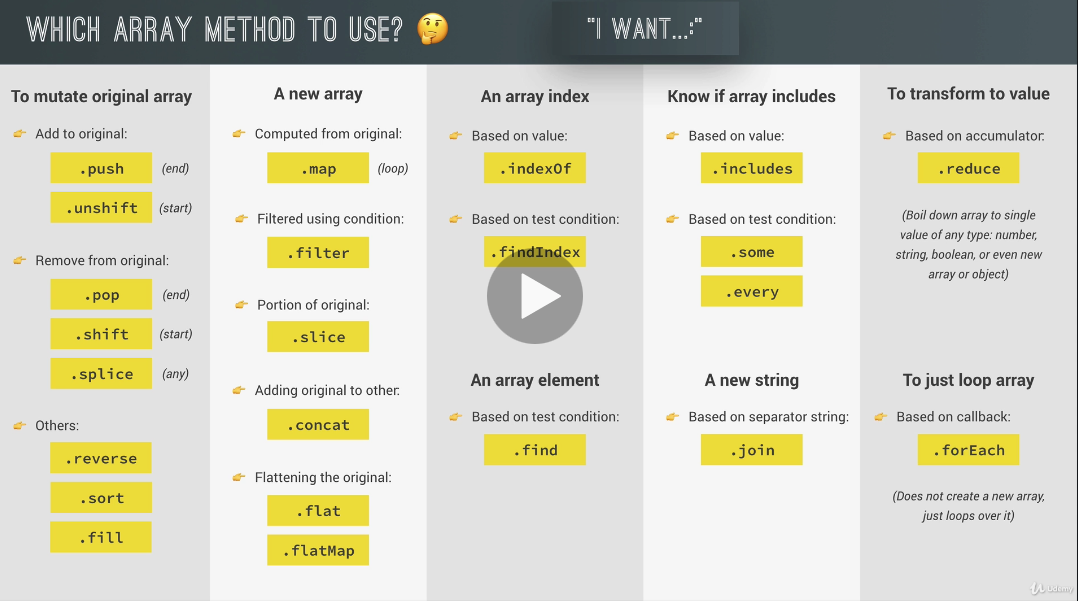 WHICH ARRAY METHOD TO USE? 🤔
"I WANT...:"
To mutate original array
👉 Add to original:
.push (end)
.unshift (start)
👉 Remove from original:
.pop (end)
.shift (start)
.splice (any)
👉 Others:
.reverse
.sort
.fill
A new array
👉 Computed from original:
.map (loop)
👉 Filtered using condition:
.filter
👉 Portion of original:
.slice
👉 Adding original to other:
.concat
👉 Flattening the original:
.flat
.flatMap
An array index
👉 Based on value:
.indexOf
👉 Based on test condition:
.findIndex
An array element
👉 Based on test condition:
.find
Know if array includes
👉 Based on value:
.includes
👉 Based on test condition:
.some
.every
A new string
👉 Based on separator string:
.join
To transform to value
👉 Based on accumulator:
.reduce
(Boil down array to single
value of any type: number,
string, boolean, or even new
array or object)
To just loop array
👉 Based on callback:
.forEach
(Does not create a new array,
just loops over it)
Udemy